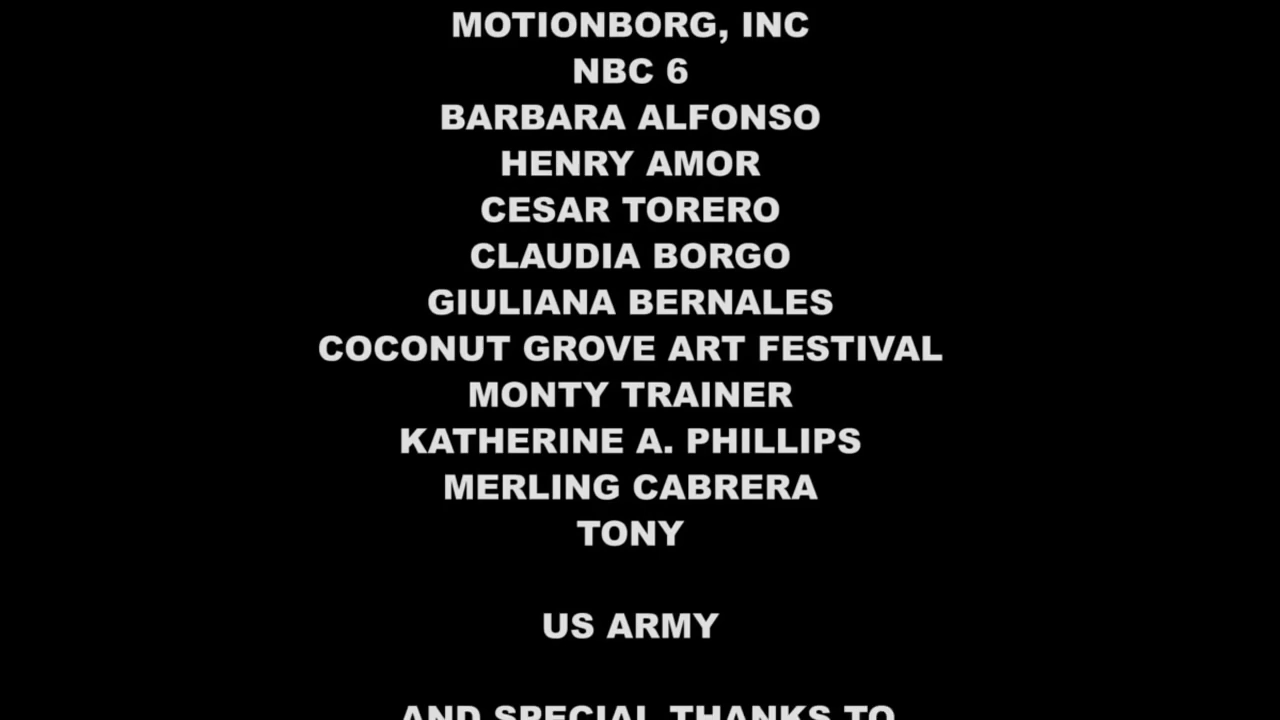 MOTIONBORG, INC
NBC 6
BARBARA ALFONSO
HENRY AMOR
CESAR TORERO
CLAUDIA BORGO
GIULIANA BERNALES
COCONUT GROVE ART FESTIVAL
MONTY TRAINER
KATHERINE A. PHILLIPS
MERLING CABRERA
TONY
US ARMY
AND SPECIAL THANKS TO